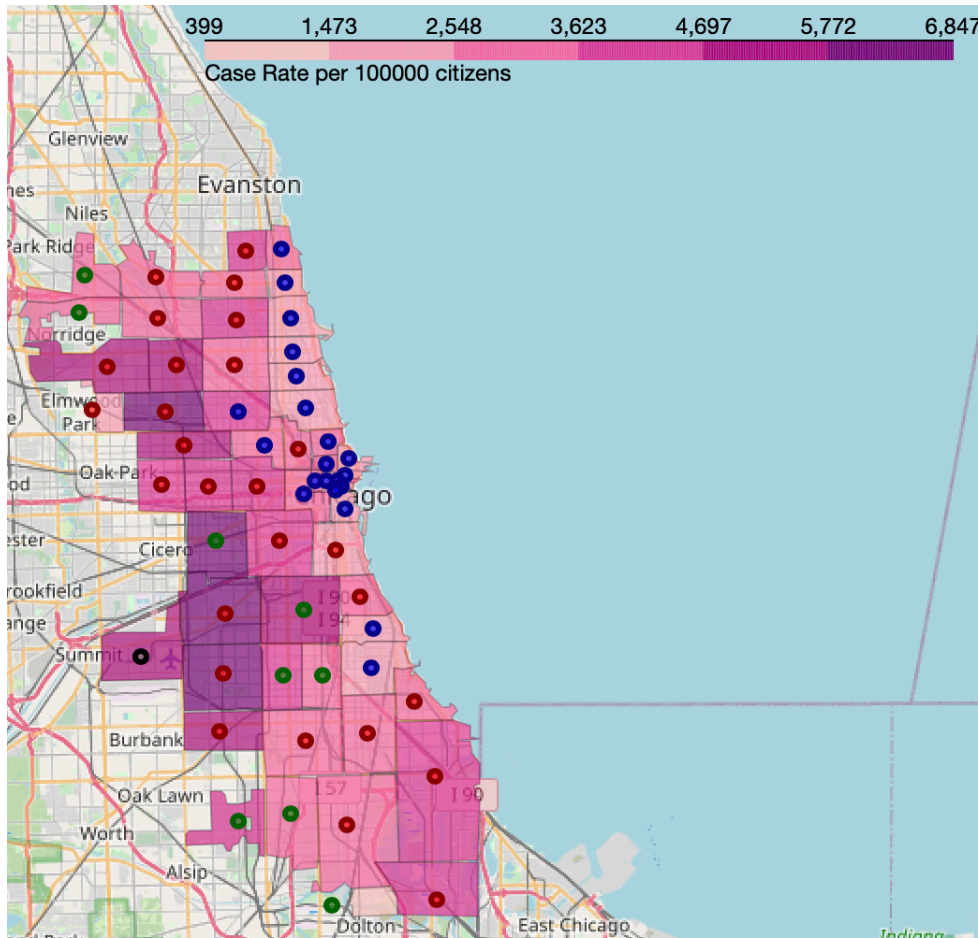 399 1,473 2,548 3,623 4,697 5,772 6,847
Case Rate per 100000 citizens
Glenview
Evanston
Niles
Park Ridge
Norridge
Elmwood
Park
Oak Park
Cicero
I 90
I 94
Summit
Burbank
I 57
I 90
Oak Lawn
Worth
Alsip
Dolton
East Chicago
Indiana